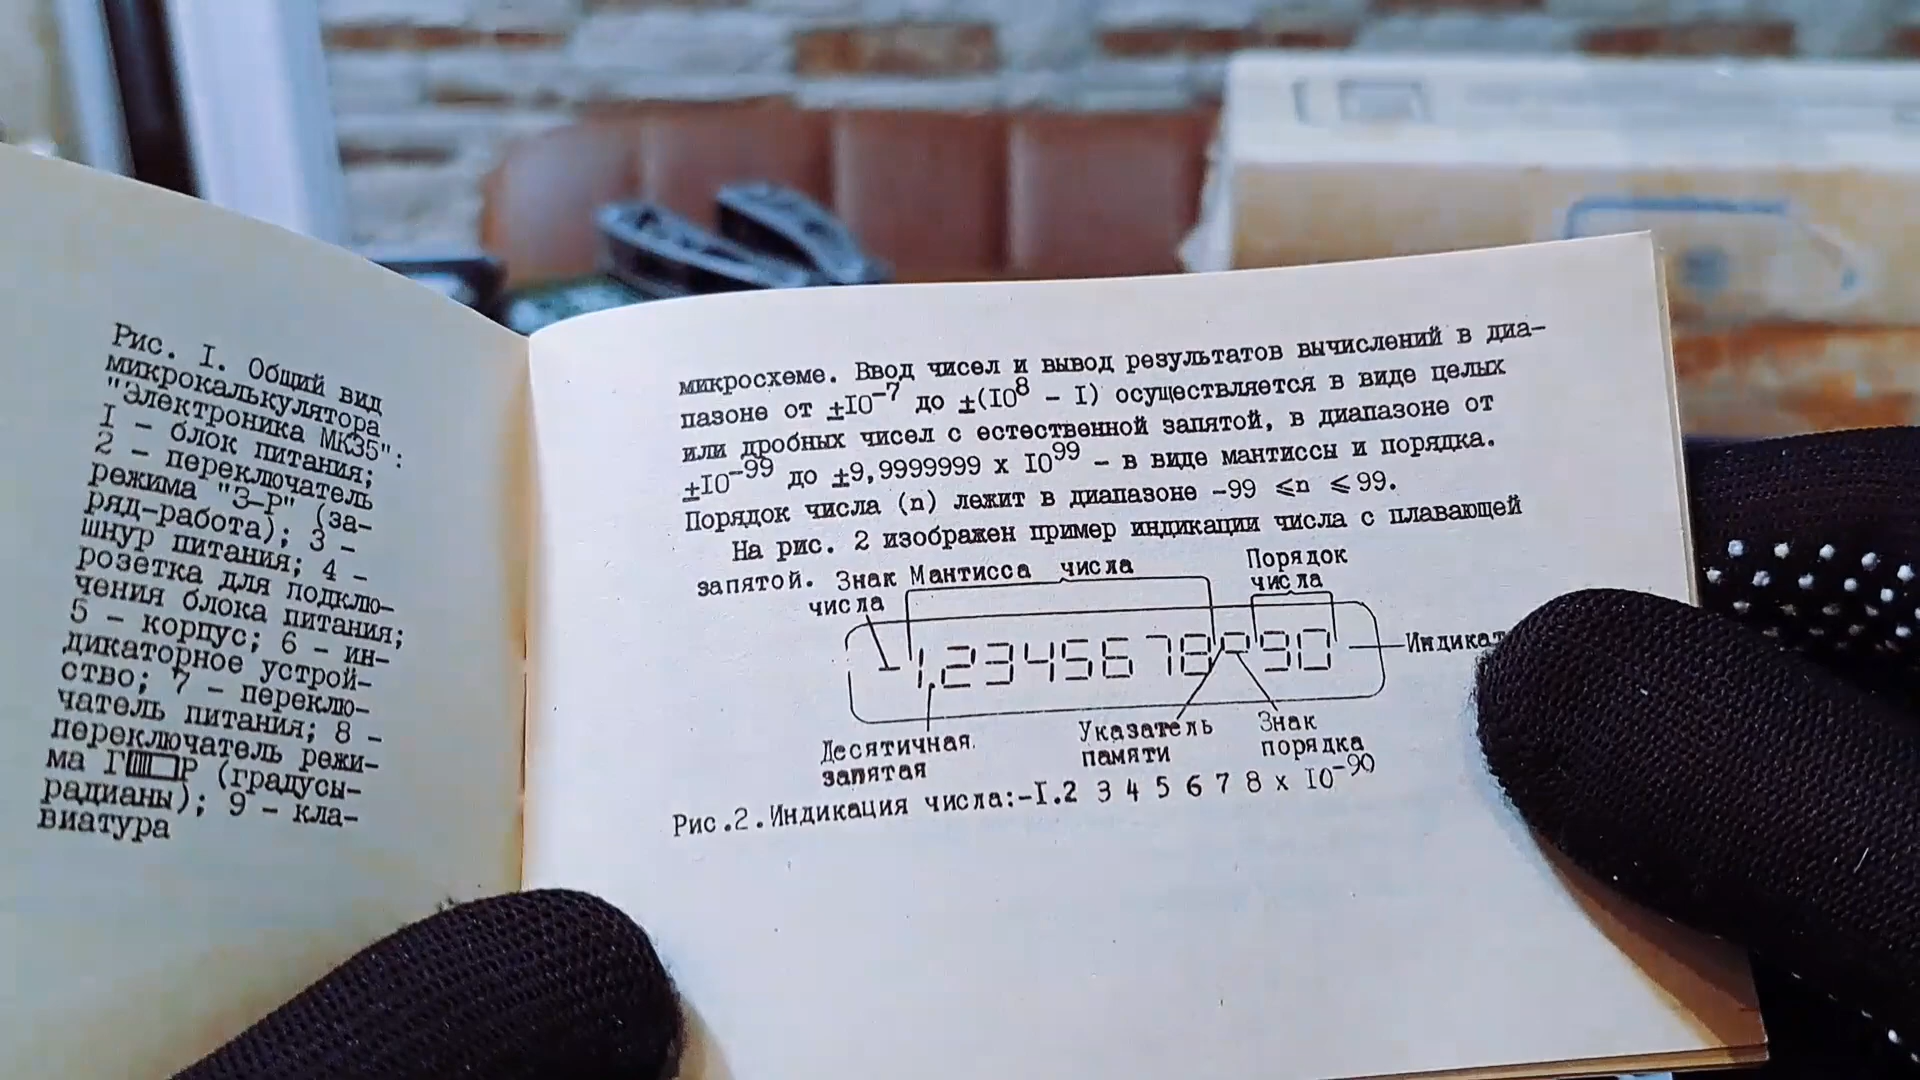 Рис. I. Общий вид
микрокалькулятора
"Электроника МК35":
I – блок питания;
2 – переключатель
режима "З–Р" (за-
ряд-работа); 3 –
шнур питания; 4 –
розетка для подклю-
чения блока питания;
5 – корпус; 6 – ин-
дикаторное устрой-
ство; 7 – переклю-
чатель питания; 8 –
переключатель режи-
ма Г Р (градусы-
радианы); 9 – кла-
виатура
микросхеме. Ввод чисел и вывод результатов вычислений в диа-
пазоне от ±I0⁻⁷ до ±(I0⁸ – I) осуществляется в виде целых
или дробных чисел с естественной запятой, в диапазоне от
±I0⁻⁹⁹ до ±9,9999999 х I0⁹⁹ – в виде мантиссы и порядка.
Порядок числа (n) лежит в диапазоне -99 ⩽n ⩽ 99.
На рис. 2 изображен пример индикации числа с плавающей
запятой.
Знак
числа
Мантисса числа
Порядок
числа
-1,2345678 90
Десятичная
запятая
Указатель
памяти
Знак
порядка
Рис.2.Индикация числа:-I.2 3 4 5 6 7 8 х I0⁻⁹⁰